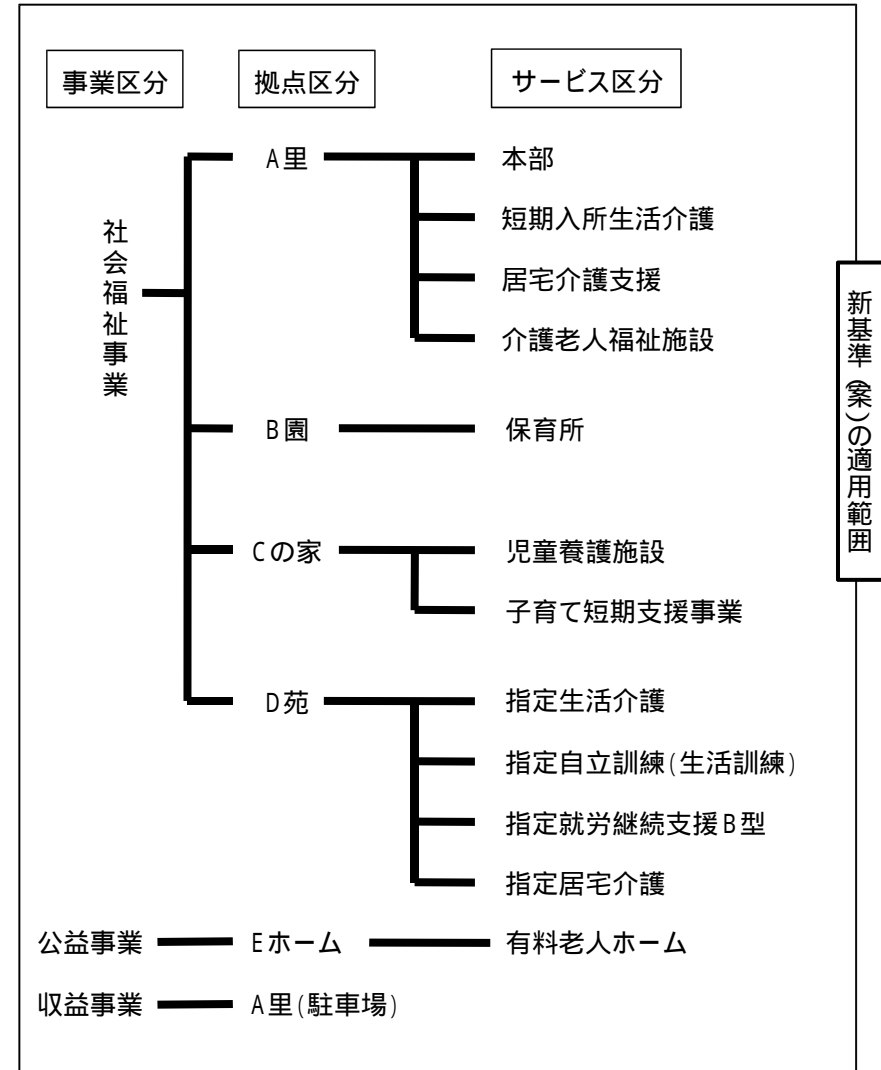 事業区分 拠点区分 サービス区分
社会福祉事業
A里 本部
短期入所生活介護
居宅介護支援
介護老人福祉施設
B園 保育所
Cの家 児童養護施設
子育て短期支援事業
D苑 指定生活介護
指定自立訓練(生活訓練)
指定就労継続支援B型
指定居宅介護
公益事業 Eホーム 有料老人ホーム
収益事業 A里(駐車場)
新基準(案)の適用範囲